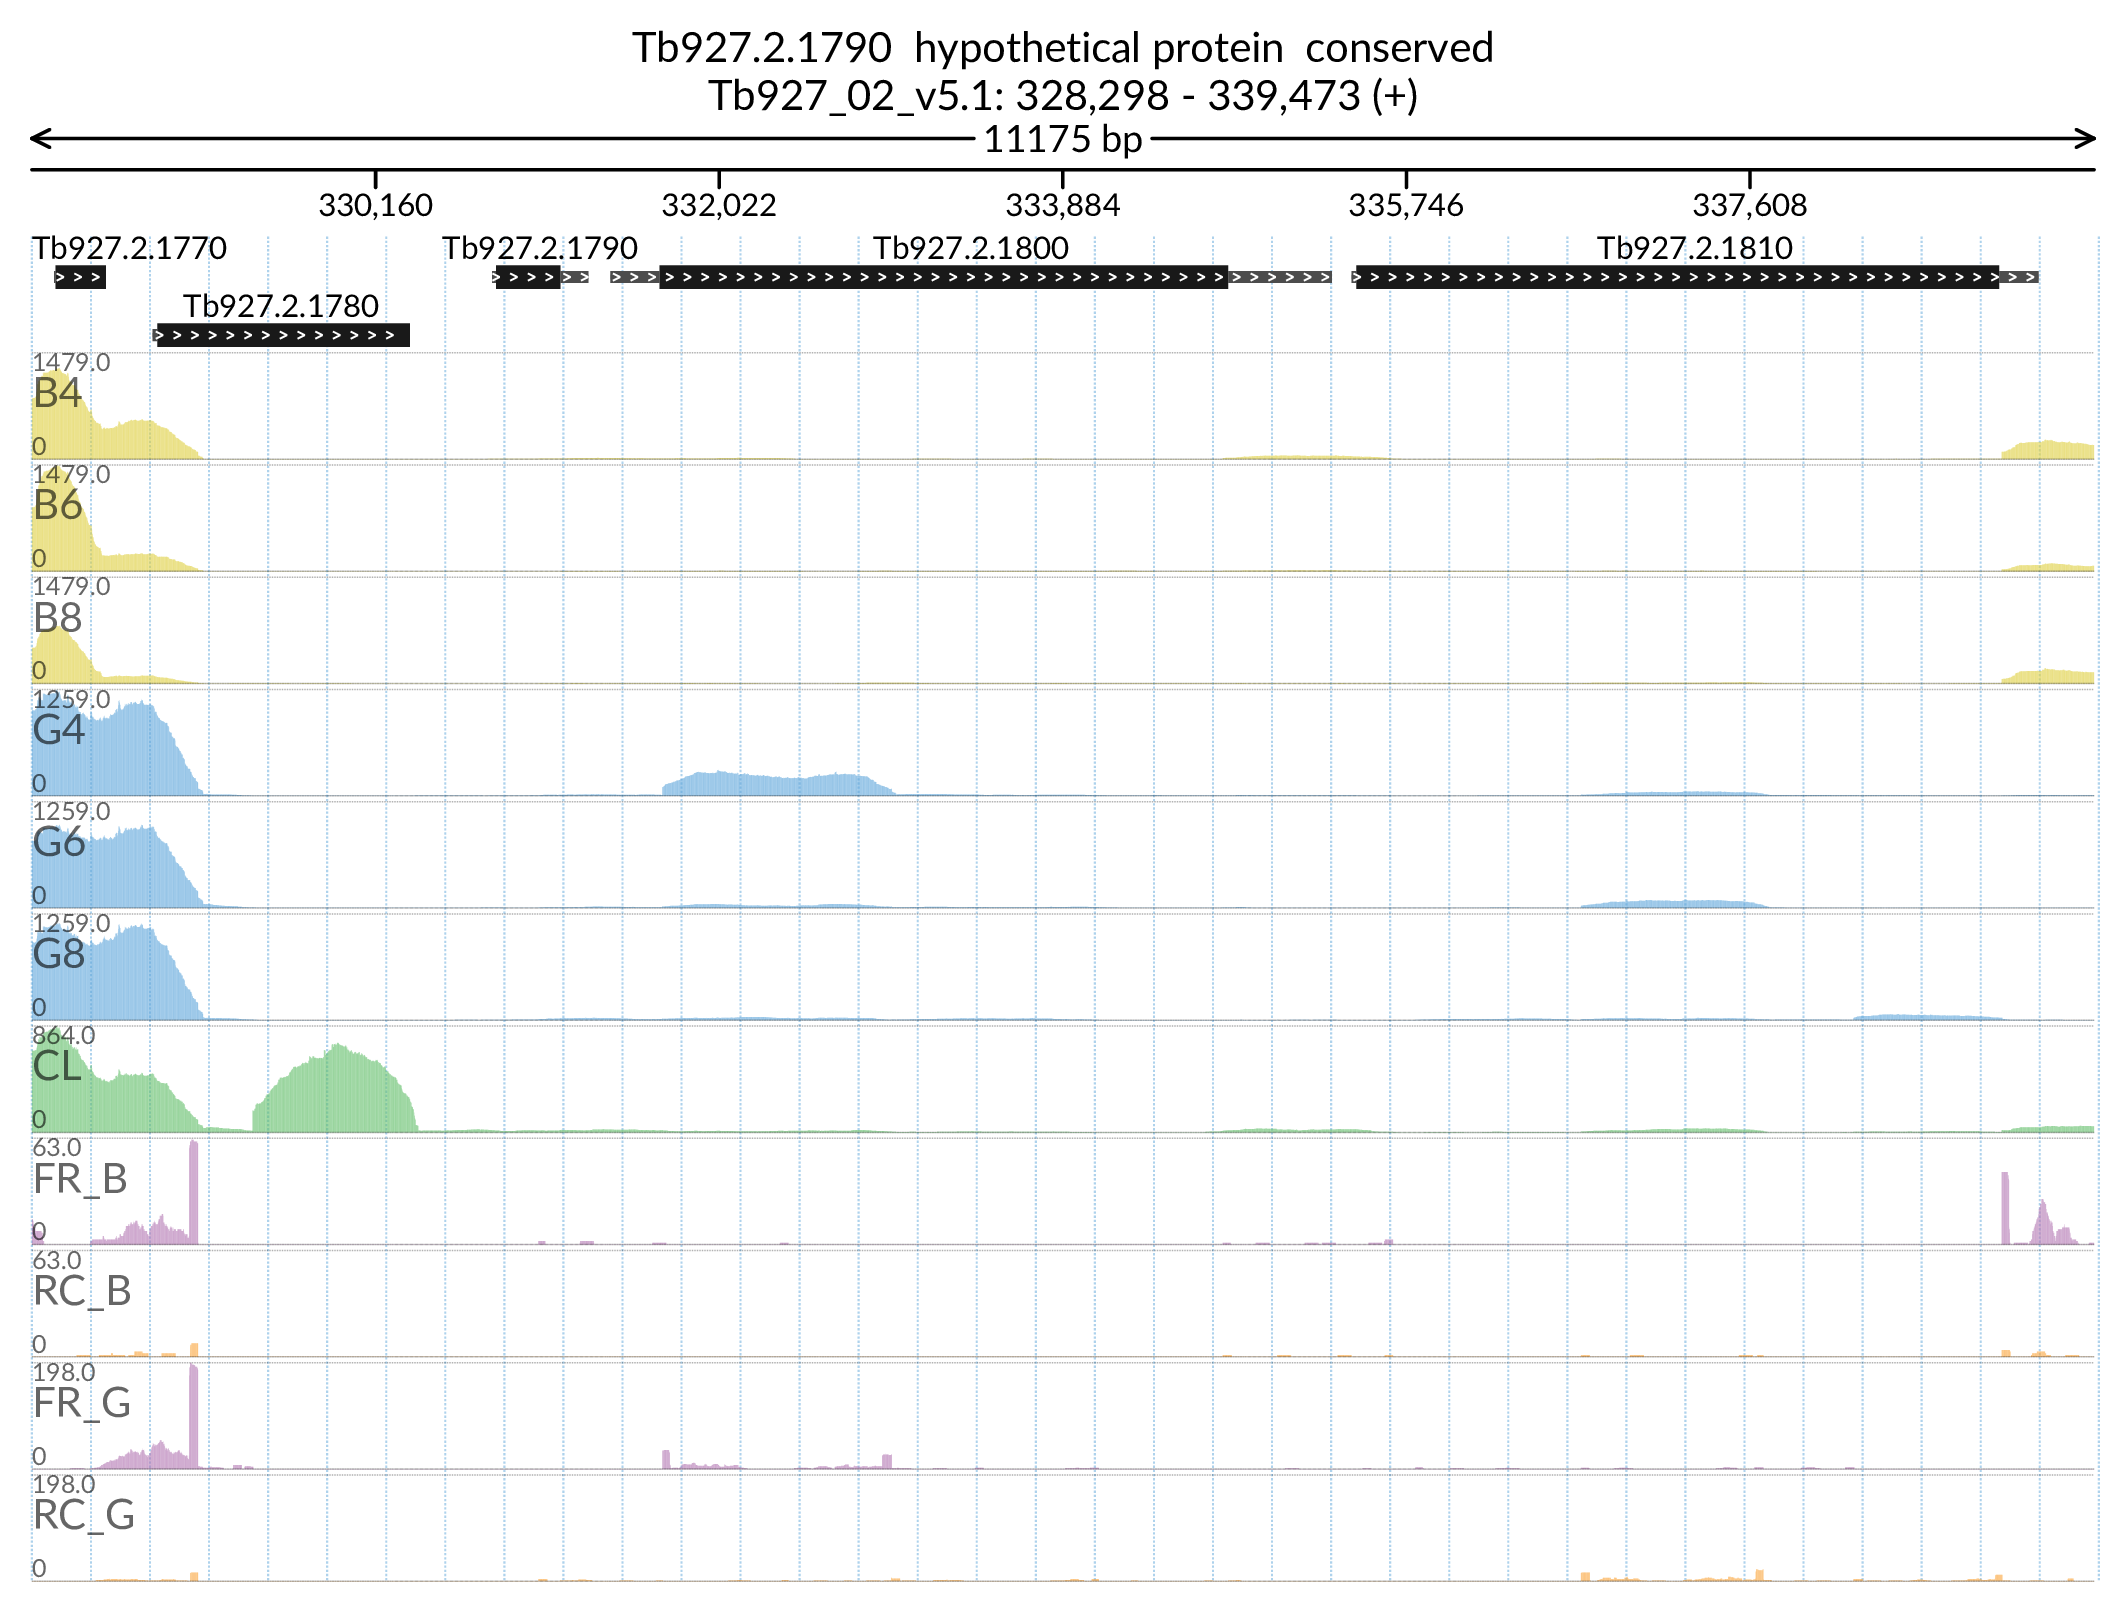 Tb927.2.1790  hypothetical protein  conserved
Tb927_02_v5.1: 328,298 - 339,473 (+)
11175 bp
330,160 332,022 333,884 335,746 337,608
Tb927.2.1770 Tb927.2.1790 Tb927.2.1800 Tb927.2.1810
Tb927.2.1780
1479.0
B4
0
1479.0
B6
0
1479.0
B8
0
1259.0
G4
0
1259.0
G6
0
1259.0
G8
0
864.0
CL
0
63.0
FR_B
0
63.0
RC_B
0
198.0
FR_G
0
198.0
RC_G
0